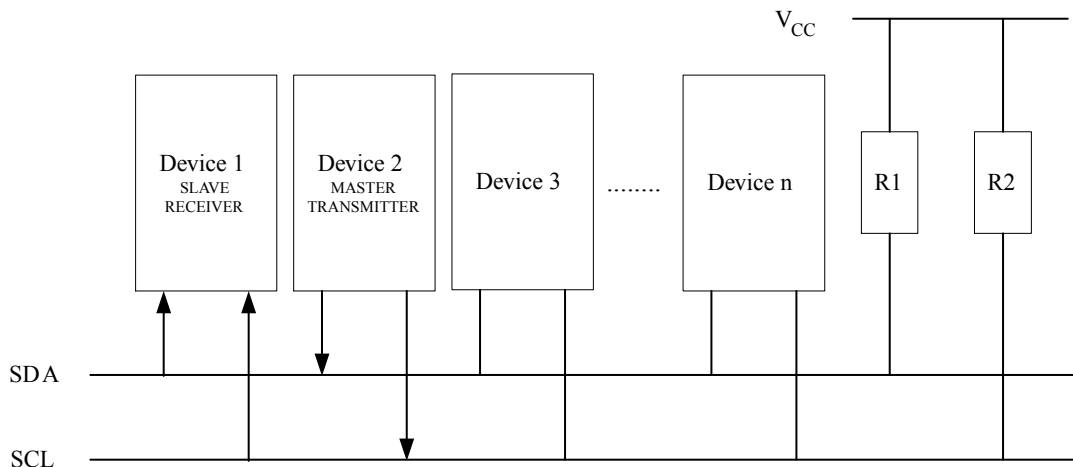 VCC
Device 1
SLAVE
RECEIVER
Device 2
MASTER
TRANSMITTER
Device 3
........
Device n
R1
R2
SDA
SCL